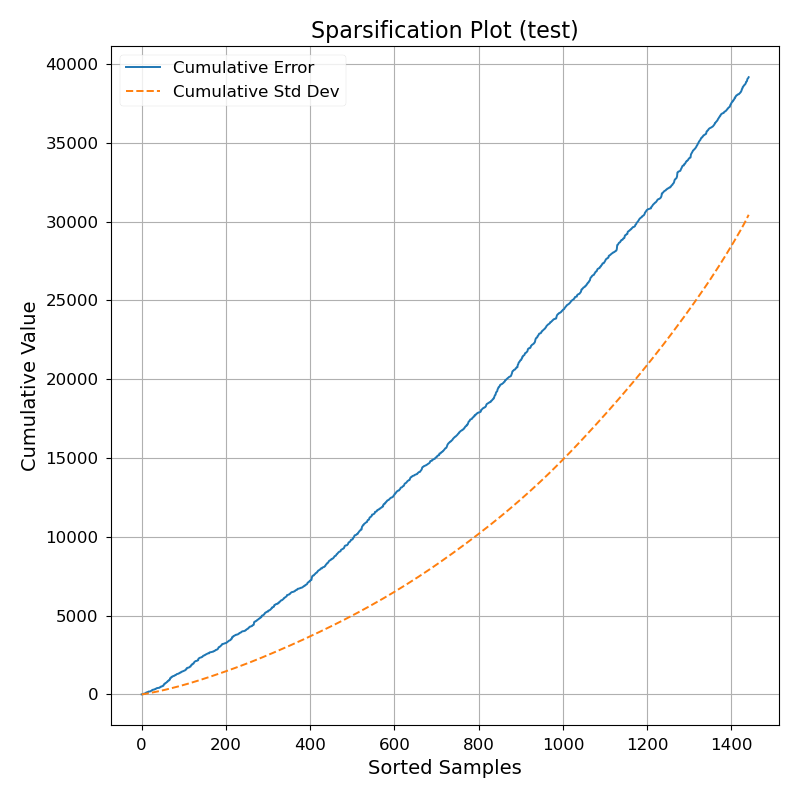 Sparsification Plot (test)
Cumulative Error
Cumulative Std Dev
Cumulative Value
40000
35000
30000
25000
20000
15000
10000
5000
0
0 200 400 600 800 1000 1200 1400
Sorted Samples